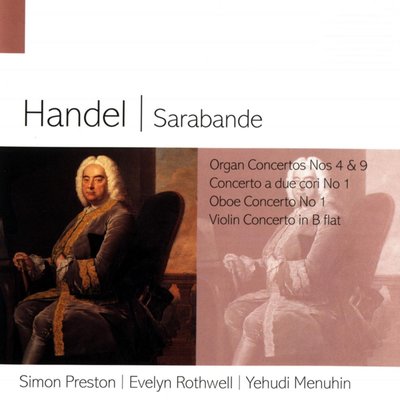 Handel | Sarabande
Organ Concertos Nos 4 & 9
Concerto a due cori No 1
Oboe Concerto No 1
Violin Concerto in B flat
Simon Preston | Evelyn Rothwell | Yehudi Menuhin